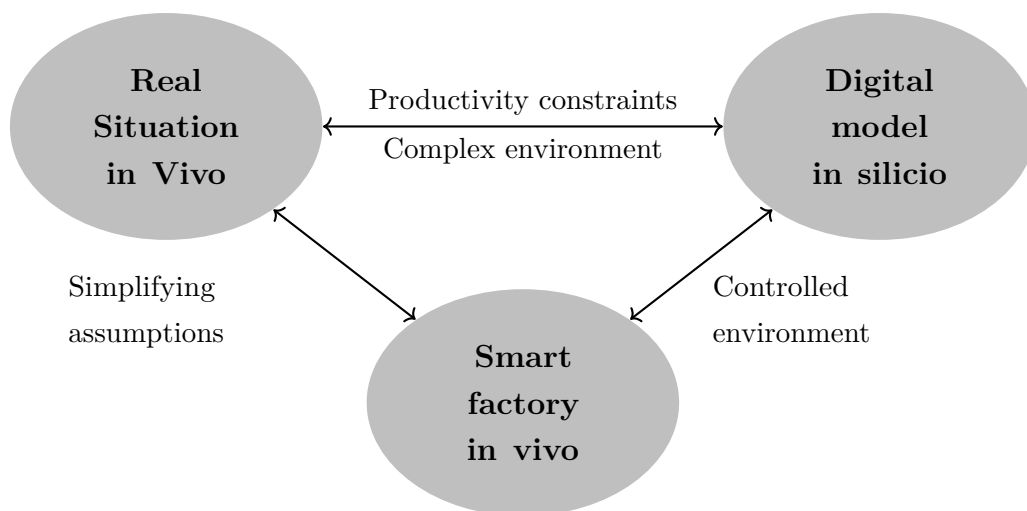 Real
Situation
in Vivo
Productivity constraints
Complex environment
Digital
model
in silicio
Simplifying
assumptions
Controlled
environment
Smart
factory
in vivo